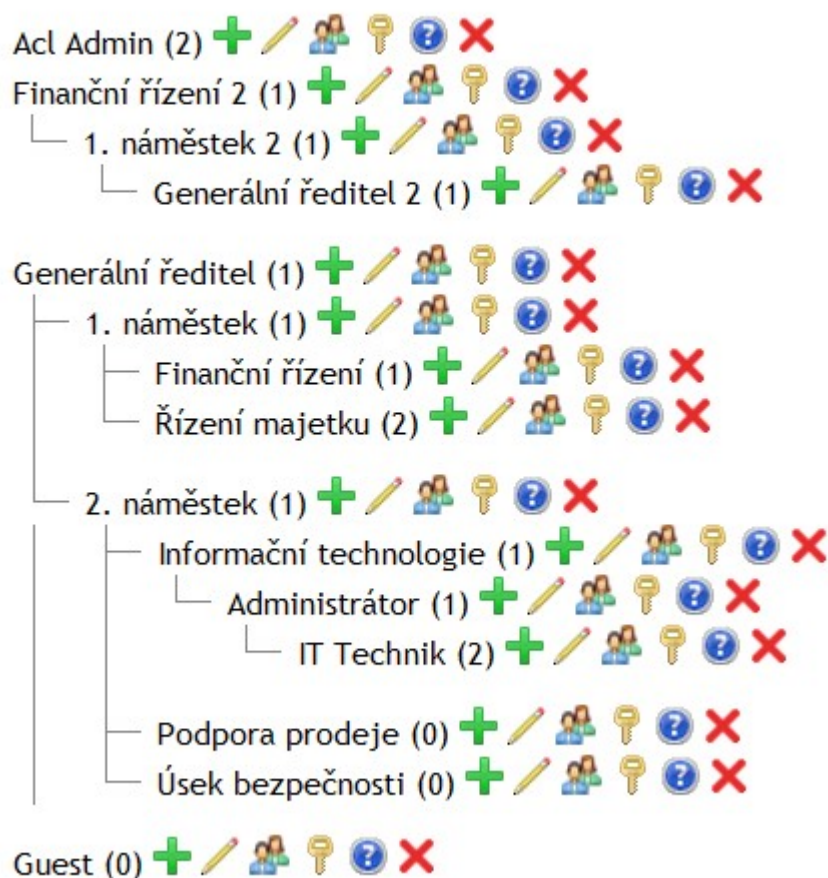 Acl Admin (2)
Finanční řízení 2 (1)
1. náměstek 2 (1)
Generální ředitel 2 (1)
Generální ředitel (1)
1. náměstek (1)
Finanční řízení (1)
Řízení majetku (2)
2. náměstek (1)
Informační technologie (1)
Administrátor (1)
IT Technik (2)
Podpora prodeje (0)
Úsek bezpečnosti (0)
Guest (0)